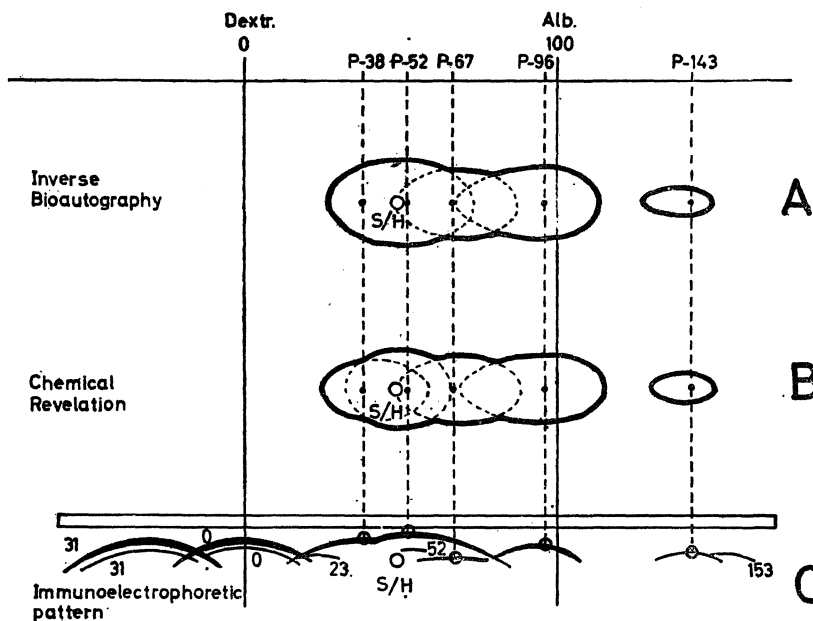 Dextr.
0
Alb.
100
P-38 P-52 P-67 P-96 P-143
Inverse
Bioautography
S/H
A
Chemical
Revelation
S/H
B
31
31
0
0
23.
52
S/H
153
C
Immunoelectrophoretic
pattern